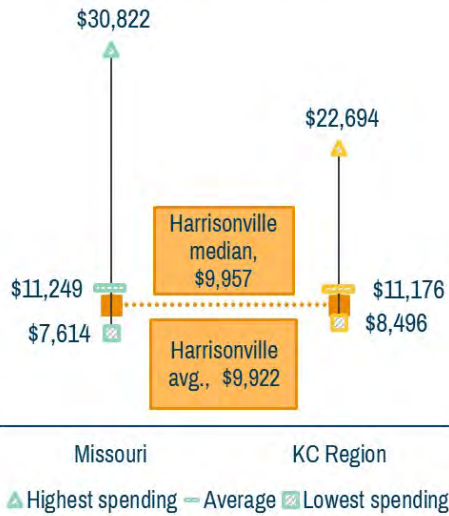 $30,822
$22,694
Harrisonville
median,
$9,957
$11,249
$11,176
$7,614
$8,496
Harrisonville
avg., $9,922
Missouri
KC Region
Highest spending
Average
Lowest spending